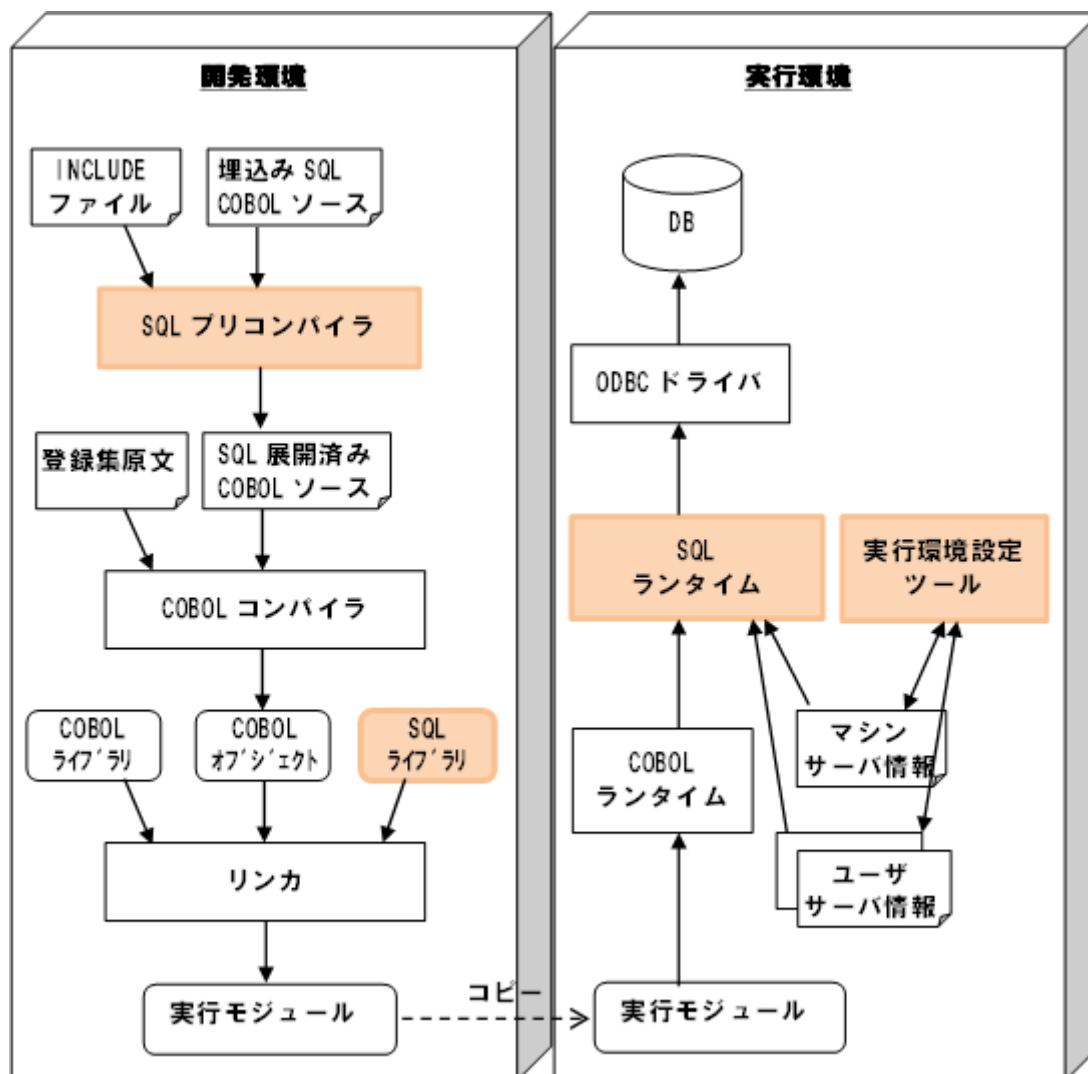 開発環境
INCLUDE
ファイル
埋込み SQL
COBOL ソース
SQL プリコンパイラ
登録集原文
SQL 展開済み
COBOL ソース
COBOL コンパイラ
COBOL
ライブラリ
COBOL
オブジェクト
SQL
ライブラリ
リンカ
実行モジュール
コピー
実行環境
DB
ODBC ドライバ
SQL
ランタイム
実行環境設定
ツール
COBOL
ランタイム
マシン
サーバ情報
ユーザ
サーバ情報
実行モジュール